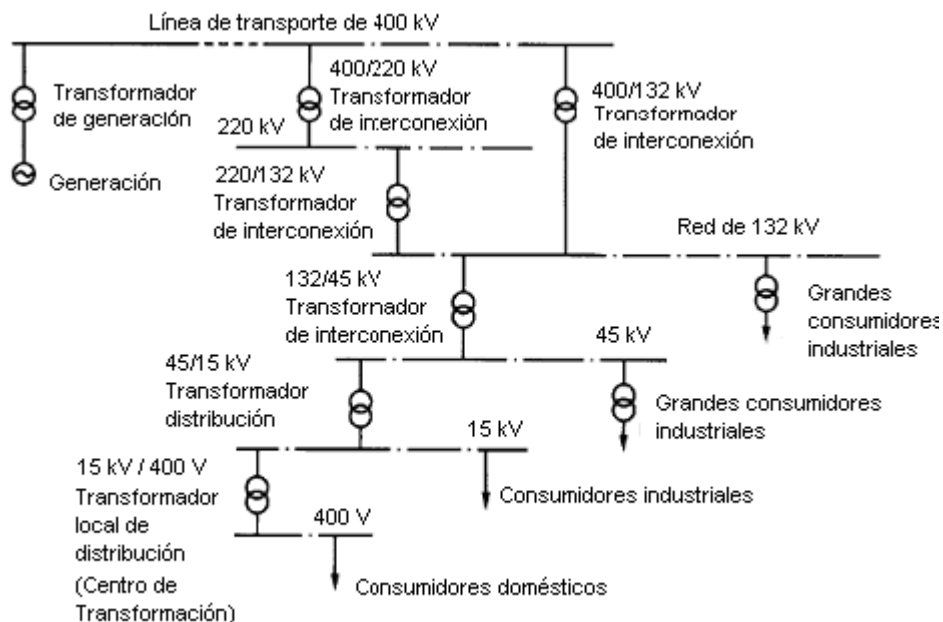 Línea de transporte de 400 kV
Transformador
de generación
Generación
400/220 kV
Transformador
de interconexión
400/132 kV
Transformador
de interconexión
220 kV
220/132 kV
Transformador
de interconexión
Red de 132 kV
132/45 kV
Transfornador
de interconexión
Grandes
consumidores
industriales
45 kV
45/15 kV
Transformador
distribución
Grandes consumidores
industriales
15 kV
15 kV / 400 V
Transformador
local de
distribución
(Centro de
Transformación)
Consumidores industriales
400 V
Consumidores domésticos